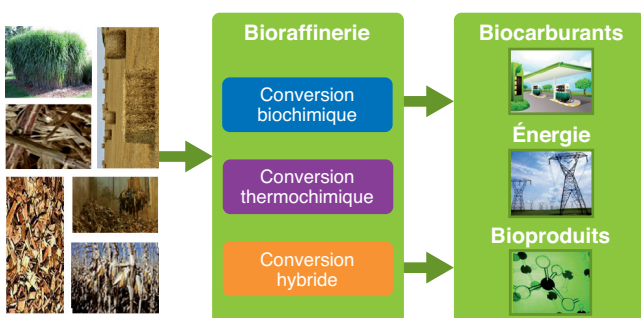 Bioraffinerie
Conversion
biochimique
Conversion
thermochimique
Conversion
hybride
Biocarburants
Énergie
Bioproduits